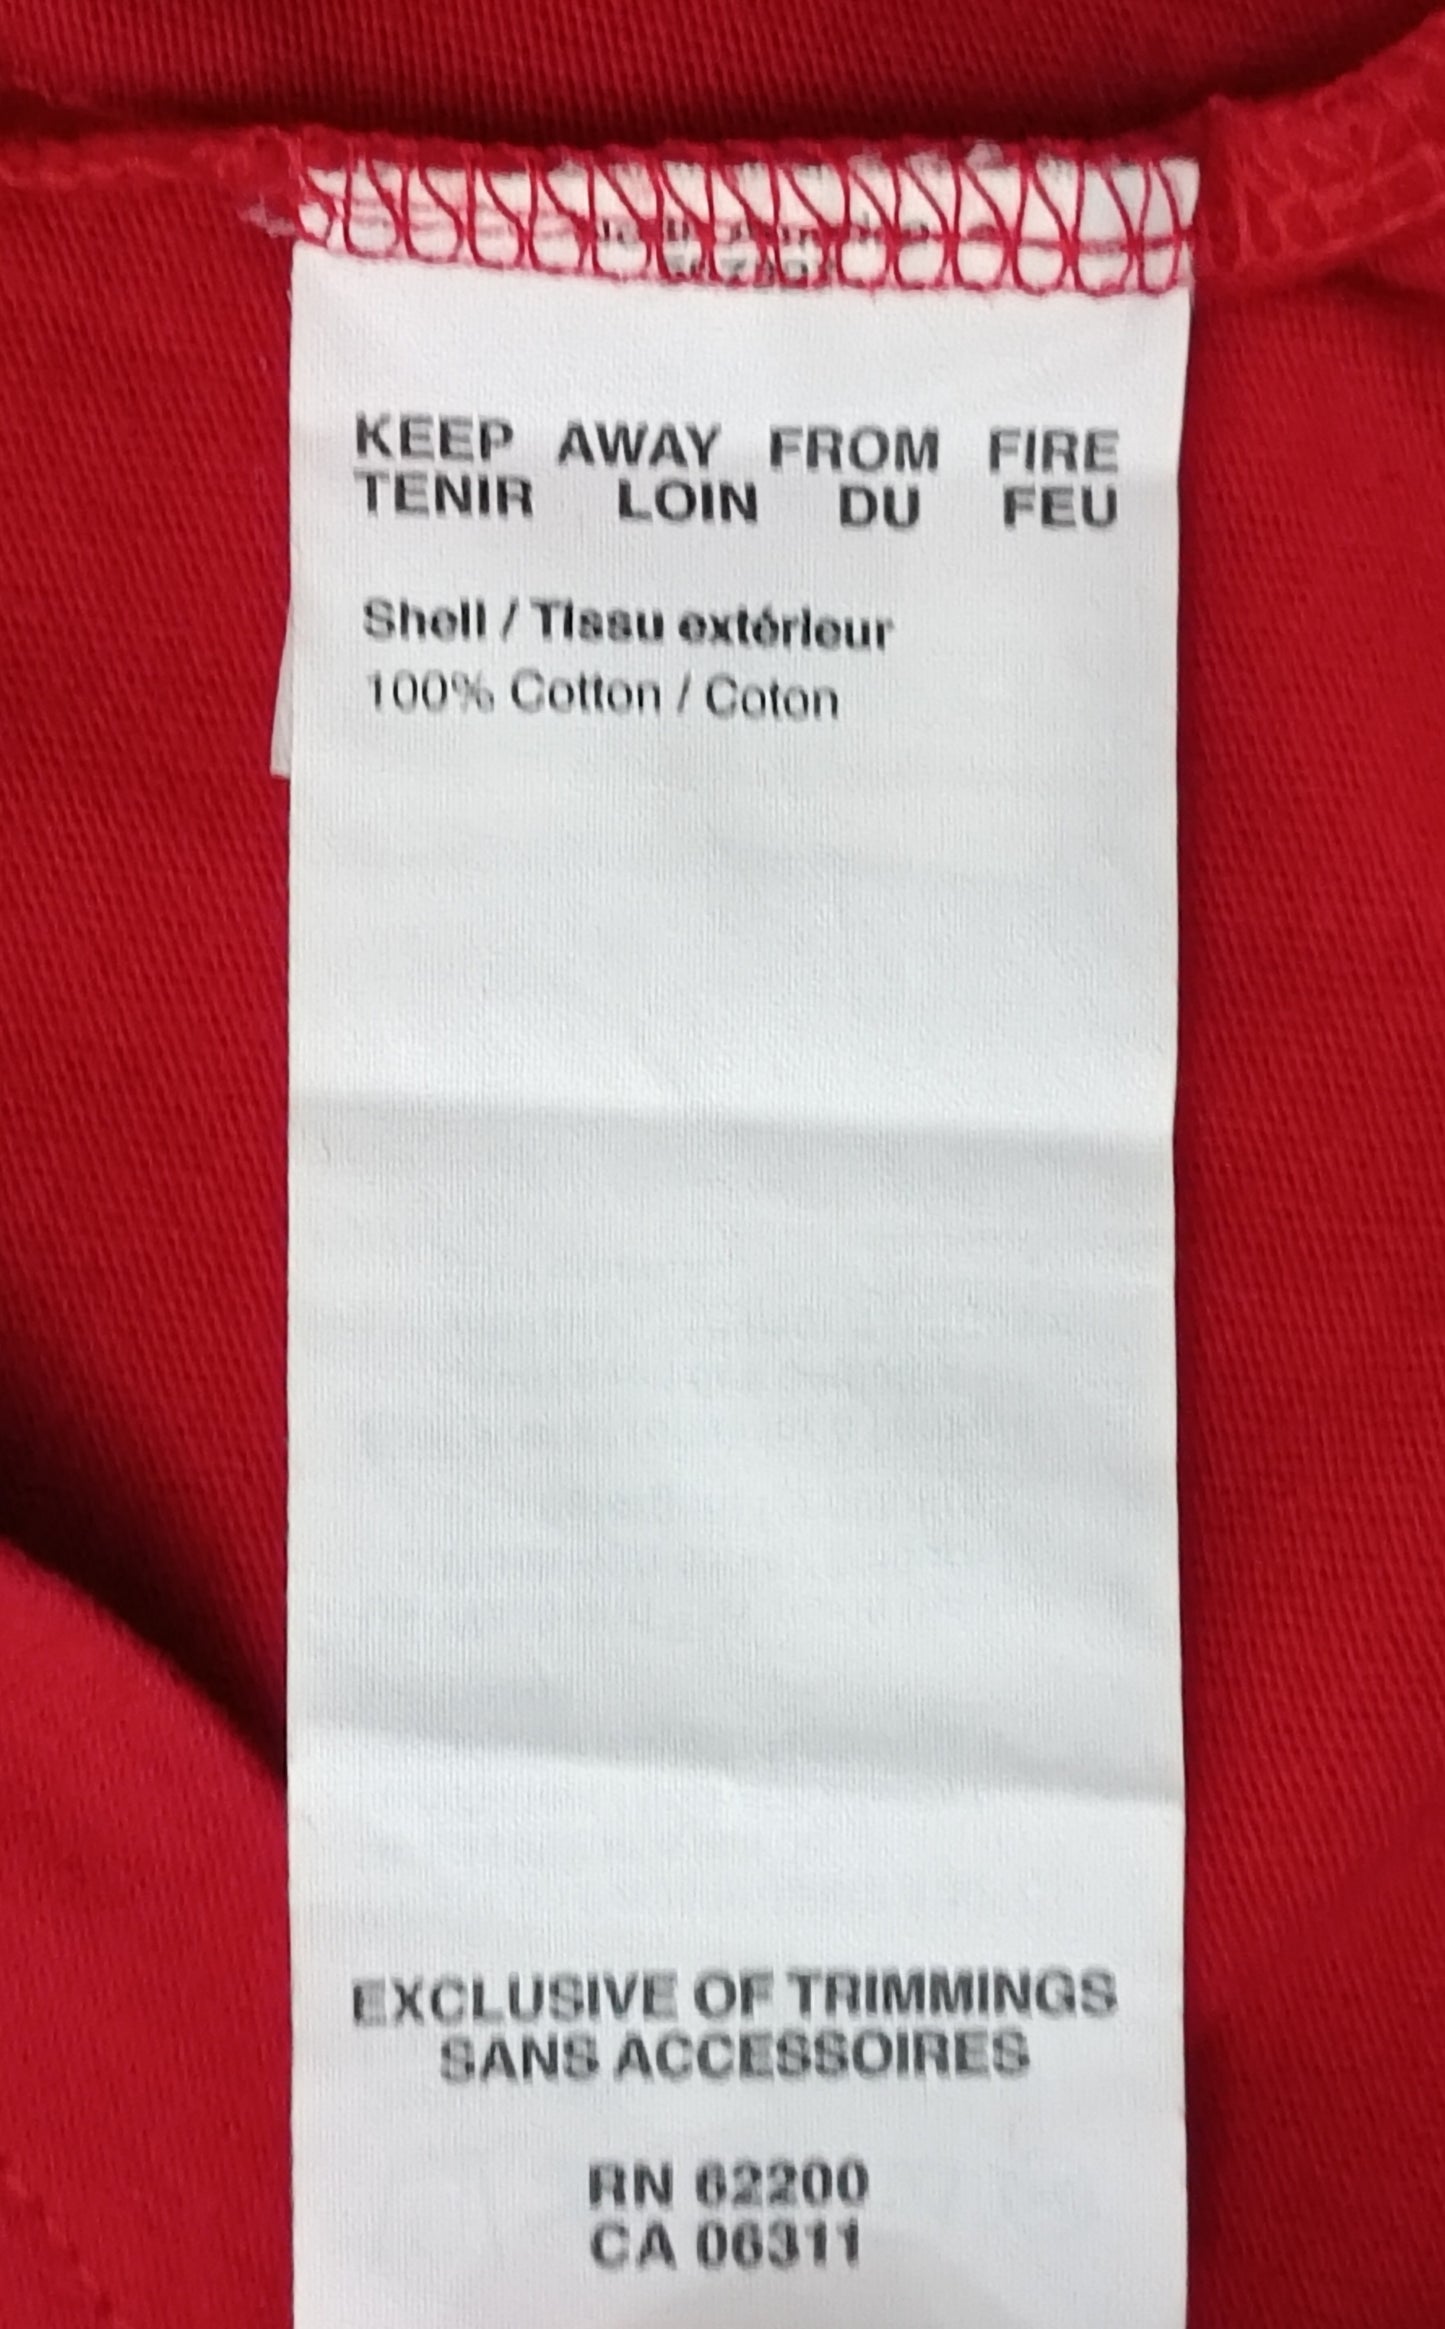 KEEP AWAY FROM FIRE
TENIR LOIN DU FEU
Shell / Tissu extérieur
100% Cotton / Coton
EXCLUSIVE OF TRIMMINGS
SANS ACCESSOIRES
RN 62200
CA 06311